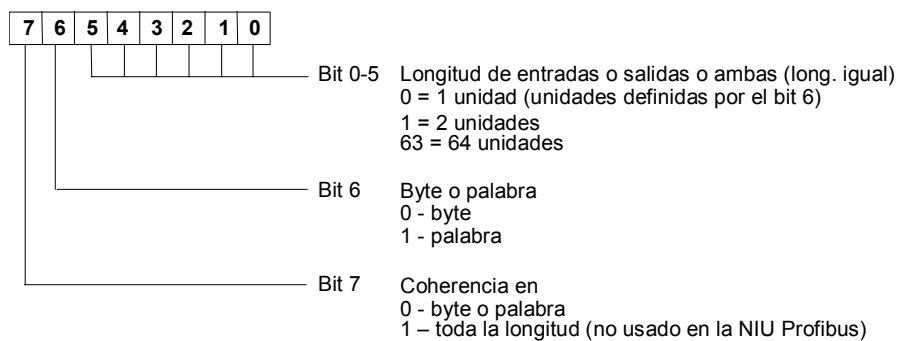 7 6 5 4 3 2 1 0
Bit 0-5 Longitud de entradas o salidas o ambas (long. igual)
0 = 1 unidad (unidades definidas por el bit 6)
1 = 2 unidades
63 = 64 unidades
Bit 6 Byte o palabra
0 - byte
1 - palabra
Bit 7 Coherencia en
0 - byte o palabra
1 – toda la longitud (no usado en la NIU Profibus)